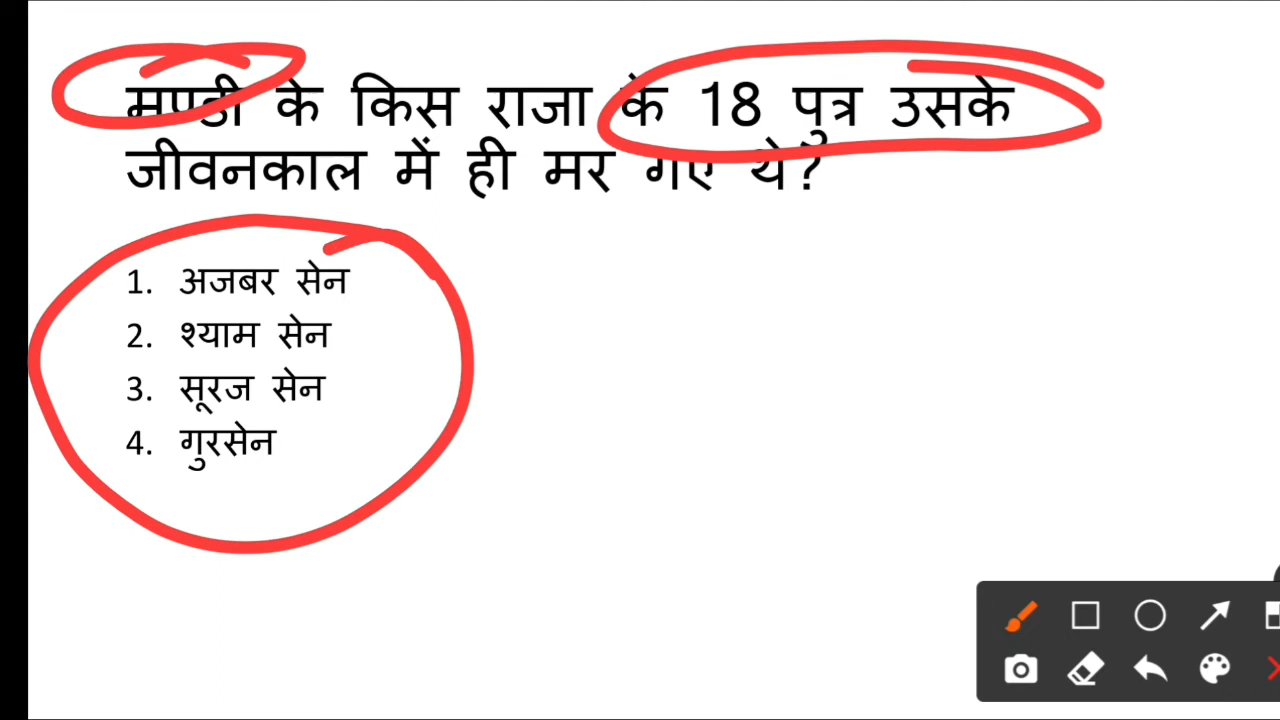 मण्डी के किस राजा के 18 पुत्र उसके
जीवनकाल में ही मर गए थे?
1. अजबर सेन
2. श्याम सेन
3. सूरज सेन
4. गुरसेन